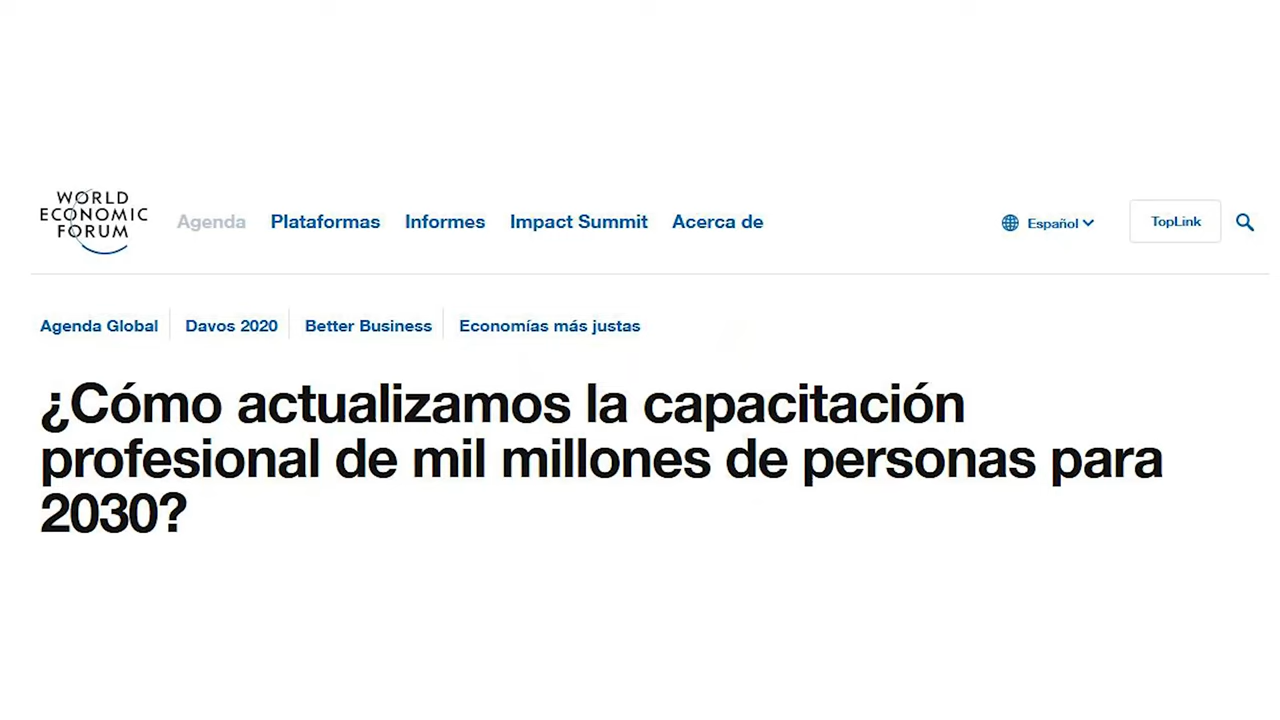 WORLD
ECONOMIC
FORUM
Agenda Plataformas Informes Impact Summit Acerca de Español TopLink
Agenda Global Davos 2020 Better Business Economías más justas
¿Cómo actualizamos la capacitación
profesional de mil millones de personas para
2030?